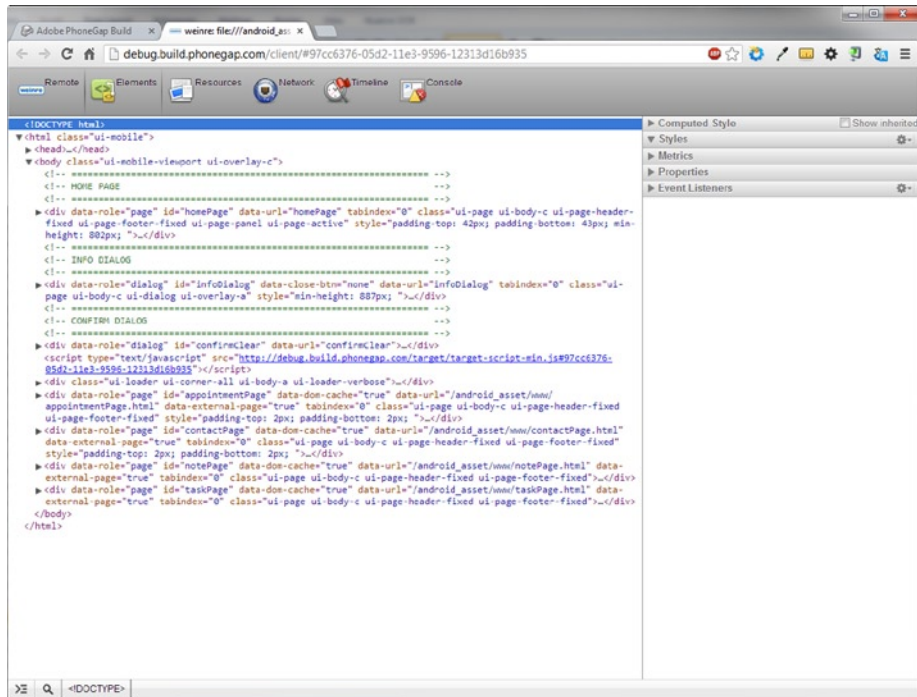 Adobe PhoneGap Build
weinre: file:///android_ass
debug.build.phonegap.com/client/#97cc6376-05d2-11e3-9596-12313d16b935
weinre Remote Elements Resources Network Timeline Console
<!DOCTYPE html>
<html class="ui-mobile">
<head>…</head>
<body class="ui-mobile-viewport ui-overlay-c">
<!-- =============================================================== -->
<!-- HOME PAGE -->
<!-- =============================================================== -->
<div data-role="page" id="homePage" data-url="homePage" tabindex="0" class="ui-page ui-body-c ui-page-header-
fixed ui-page-footer-fixed ui-page-panel ui-page-active" style="padding-top: 42px; padding-bottom: 43px; min-
height: 802px; ">…</div>
<!-- =============================================================== -->
<!-- INFO DIALOG -->
<!-- =============================================================== -->
<div data-role="dialog" id="infoDialog" data-close-btn="none" data-url="infoDialog" tabindex="0" class="ui-
page ui-body-c ui-dialog ui-overlay-a" style="min-height: 887px; ">…</div>
<!-- =============================================================== -->
<!-- CONFIRM DIALOG -->
<!-- =============================================================== -->
<div data-role="dialog" id="confirmClear" data-url="confirmClear">…</div>
<script type="text/javascript" src="http://debug.build.phonegap.com/target/target-script-min.js#97cc6376-
05d2-11e3-9596-12313d16b935"></script>
<div class="ui-loader ui-corner-all ui-body-a ui-loader-verbose">…</div>
<div data-role="page" id="appointmentPage" data-dom-cache="true" data-url="/android_asset/www/
appointmentPage.html" data-external-page="true" tabindex="0" class="ui-page ui-body-c ui-page-header-fixed
ui-page-footer-fixed" style="padding-top: 2px; padding-bottom: 2px; ">…</div>
<div data-role="page" id="contactPage" data-dom-cache="true" data-url="/android_asset/www/contactPage.html"
data-external-page="true" tabindex="0" class="ui-page ui-body-c ui-page-header-fixed ui-page-footer-fixed"
style="padding-top: 2px; padding-bottom: 2px; ">…</div>
<div data-role="page" id="notePage" data-dom-cache="true" data-url="/android_asset/www/notePage.html" data-
external-page="true" tabindex="0" class="ui-page ui-body-c ui-page-header-fixed ui-page-footer-fixed">…</div>
<div data-role="page" id="taskPage" data-dom-cache="true" data-url="/android_asset/www/taskPage.html" data-
external-page="true" tabindex="0" class="ui-page ui-body-c ui-page-header-fixed ui-page-footer-fixed">…</div>
</body>
</html>
Computed Style Show inherited
Styles
Metrics
Properties
Event Listeners
<!DOCTYPE>